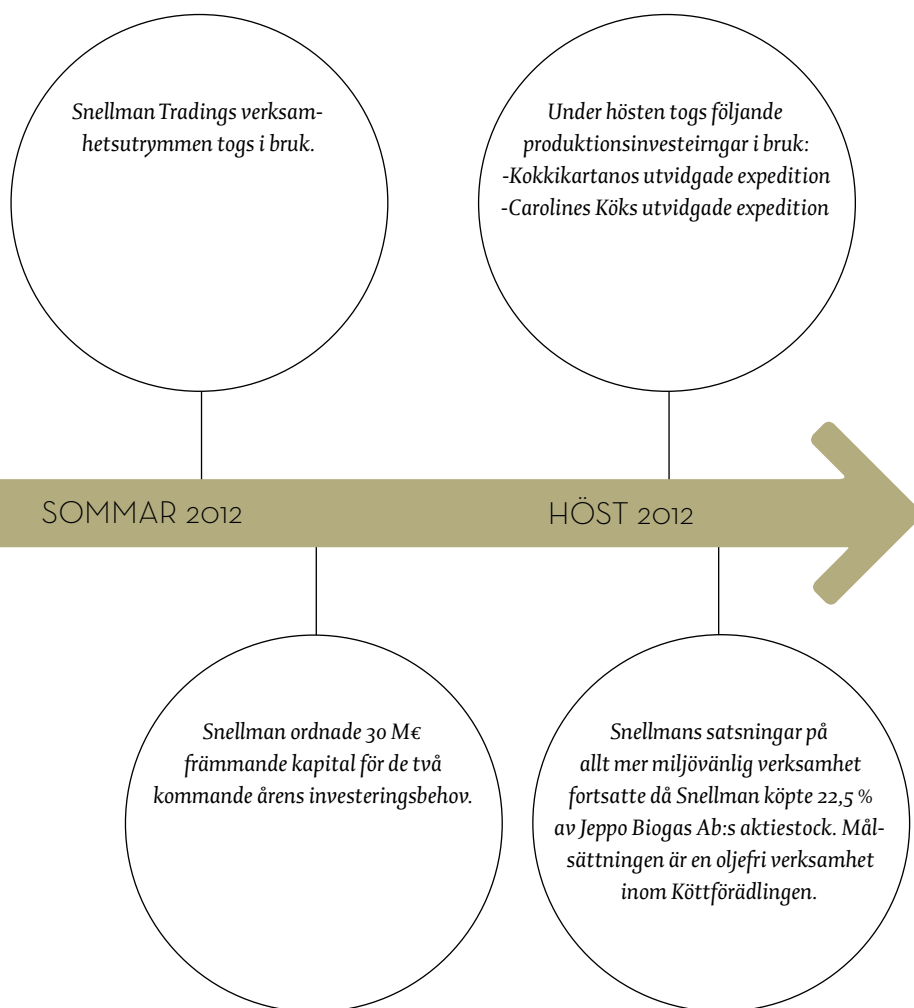 Snellman Tradings verksam-
hetsutrymmen togs i bruk.
Under hösten togs följande
produktionsinvesteirngar i bruk:
-Kokkikartanos utvidgade expedition
-Carolines Köks utvidgade expedition
SOMMAR 2012
HÖST 2012
Snellman ordnade 30 M€
främmande kapital för de två
kommande årens investeringsbehov.
Snellmans satsningar på
allt mer miljövänlig verksamhet
fortsatte då Snellman köpte 22,5 %
av Jeppo Biogas Ab:s aktiestock. Mål-
sättningen är en oljefri verksamhet
inom Köttförädlingen.